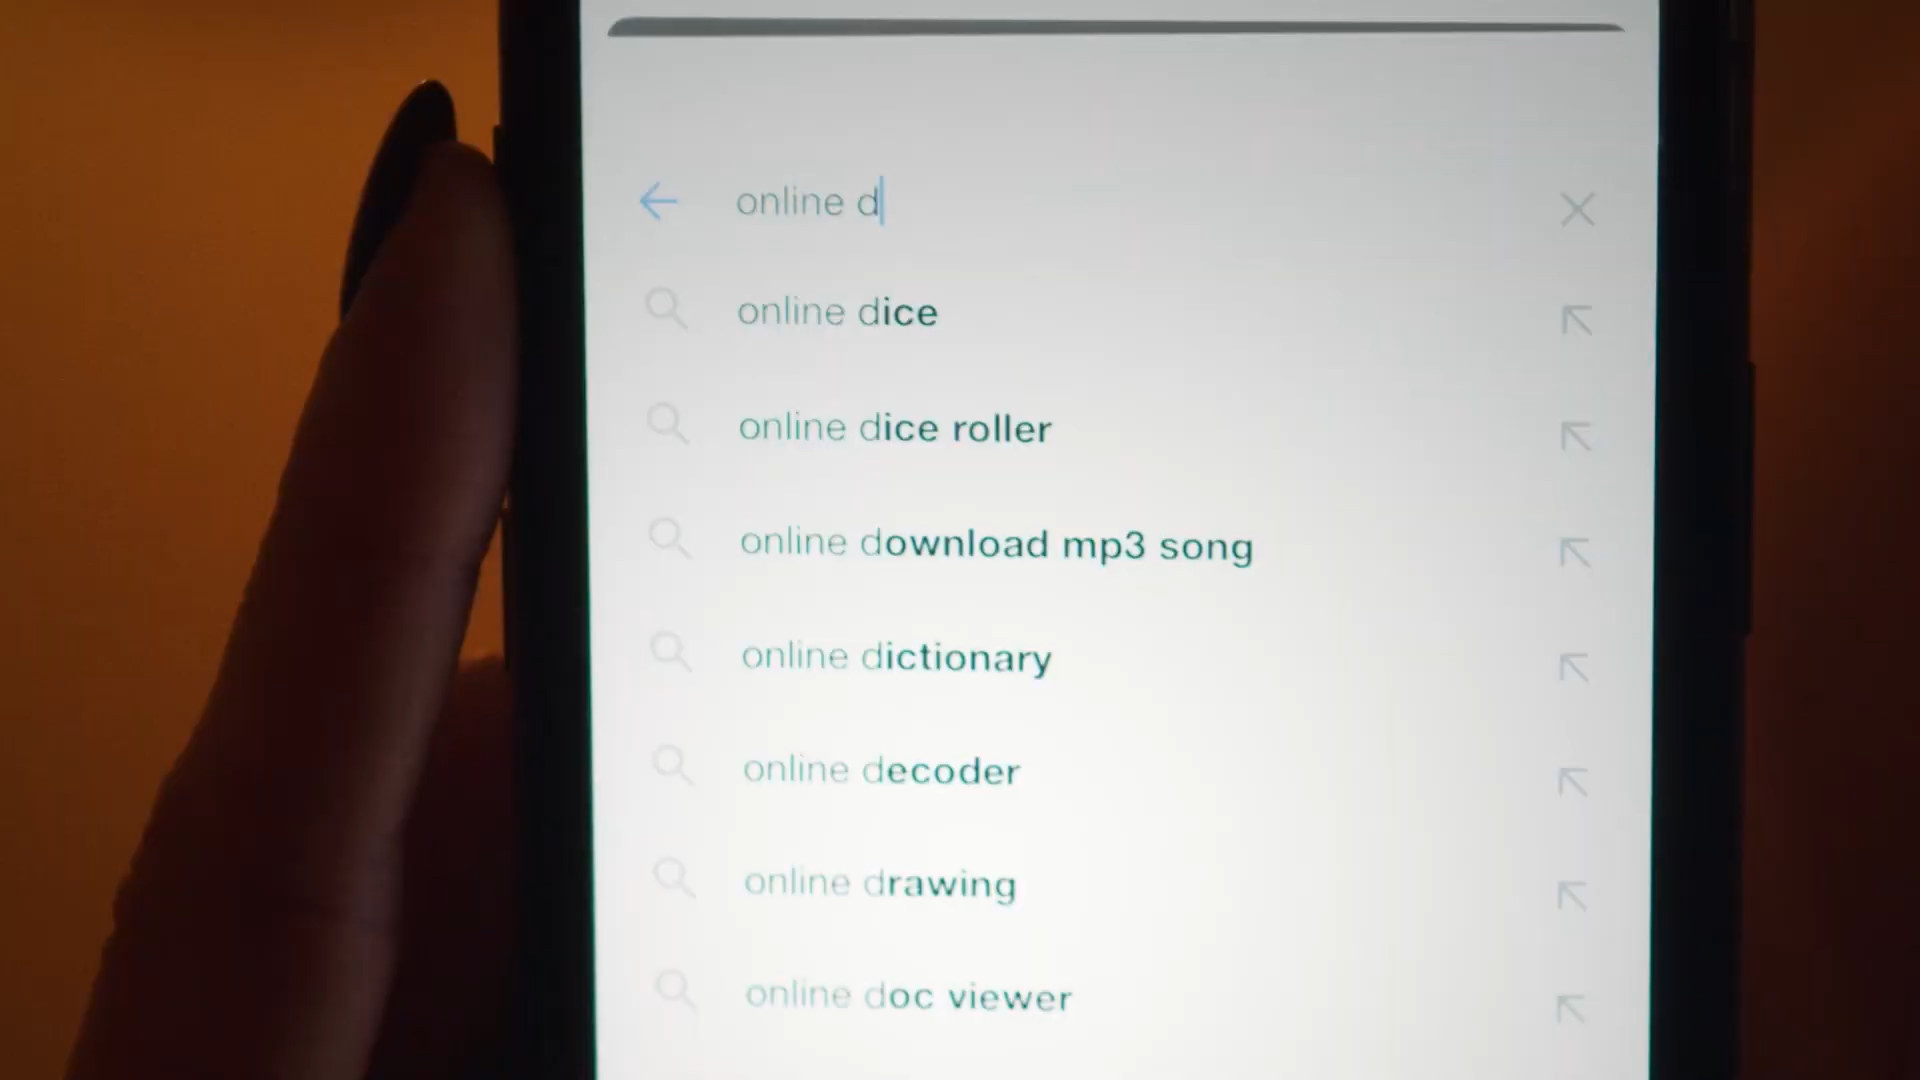 online d
online dice
online dice roller
online download mp3 song
online dictionary
online decoder
online drawing
online doc viewer